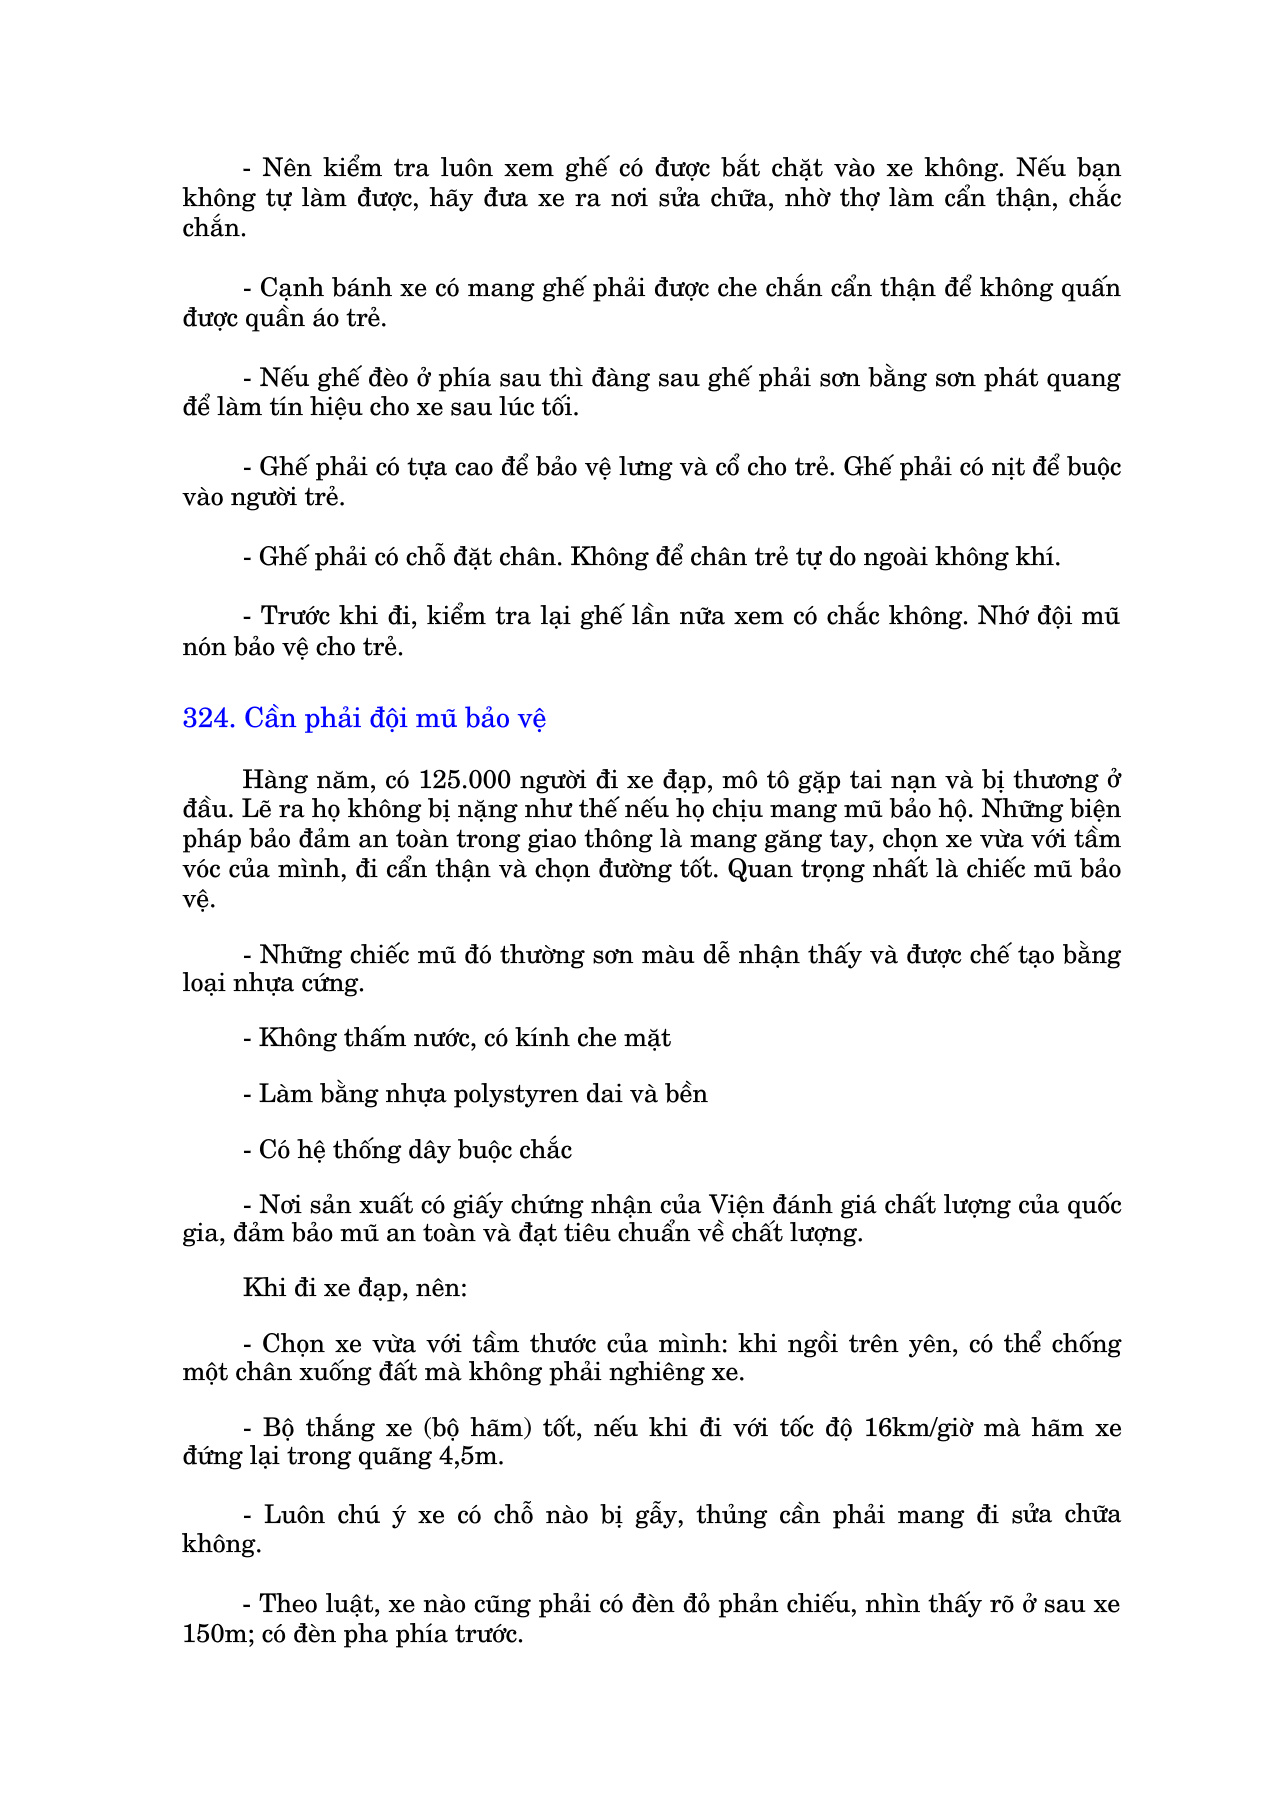 - Nên kiểm tra luôn xem ghế có được bắt chặt vào xe không. Nếu bạn
không tự làm được, hãy đưa xe ra nơi sửa chữa, nhờ thợ làm cẩn thận, chắc
chắn.
- Cạnh bánh xe có mang ghế phải được che chắn cẩn thận để không quấn
được quần áo trẻ.
- Nếu ghế đèo ở phía sau thì đàng sau ghế phải sơn bằng sơn phát quang
để làm tín hiệu cho xe sau lúc tối.
- Ghế phải có tựa cao để bảo vệ lưng và cổ cho trẻ. Ghế phải có nịt để buộc
vào người trẻ.
- Ghế phải có chỗ đặt chân. Không để chân trẻ tự do ngoài không khí.
- Trước khi đi, kiểm tra lại ghế lần nữa xem có chắc không. Nhớ đội mũ
nón bảo vệ cho trẻ.
324. Cần phải đội mũ bảo vệ
Hàng năm, có 125.000 người đi xe đạp, mô tô gặp tai nạn và bị thương ở
đầu. Lẽ ra họ không bị nặng như thế nếu họ chịu mang mũ bảo hộ. Những biện
pháp bảo đảm an toàn trong giao thông là mang găng tay, chọn xe vừa với tầm
vóc của mình, đi cẩn thận và chọn đường tốt. Quan trọng nhất là chiếc mũ bảo
vệ.
- Những chiếc mũ đó thường sơn màu dễ nhận thấy và được chế tạo bằng
loại nhựa cứng.
- Không thấm nước, có kính che mặt
- Làm bằng nhựa polystyren dai và bền
- Có hệ thống dây buộc chắc
- Nơi sản xuất có giấy chứng nhận của Viện đánh giá chất lượng của quốc
gia, đảm bảo mũ an toàn và đạt tiêu chuẩn về chất lượng.
Khi đi xe đạp, nên:
- Chọn xe vừa với tầm thước của mình: khi ngồi trên yên, có thể chống
một chân xuống đất mà không phải nghiêng xe.
- Bộ thắng xe (bộ hãm) tốt, nếu khi đi với tốc độ 16km/giờ mà hãm xe
đứng lại trong quãng 4,5m.
- Luôn chú ý xe có chỗ nào bị gẫy, thủng cần phải mang đi sửa chữa
không.
- Theo luật, xe nào cũng phải có đèn đỏ phản chiếu, nhìn thấy rõ ở sau xe
150m; có đèn pha phía trước.